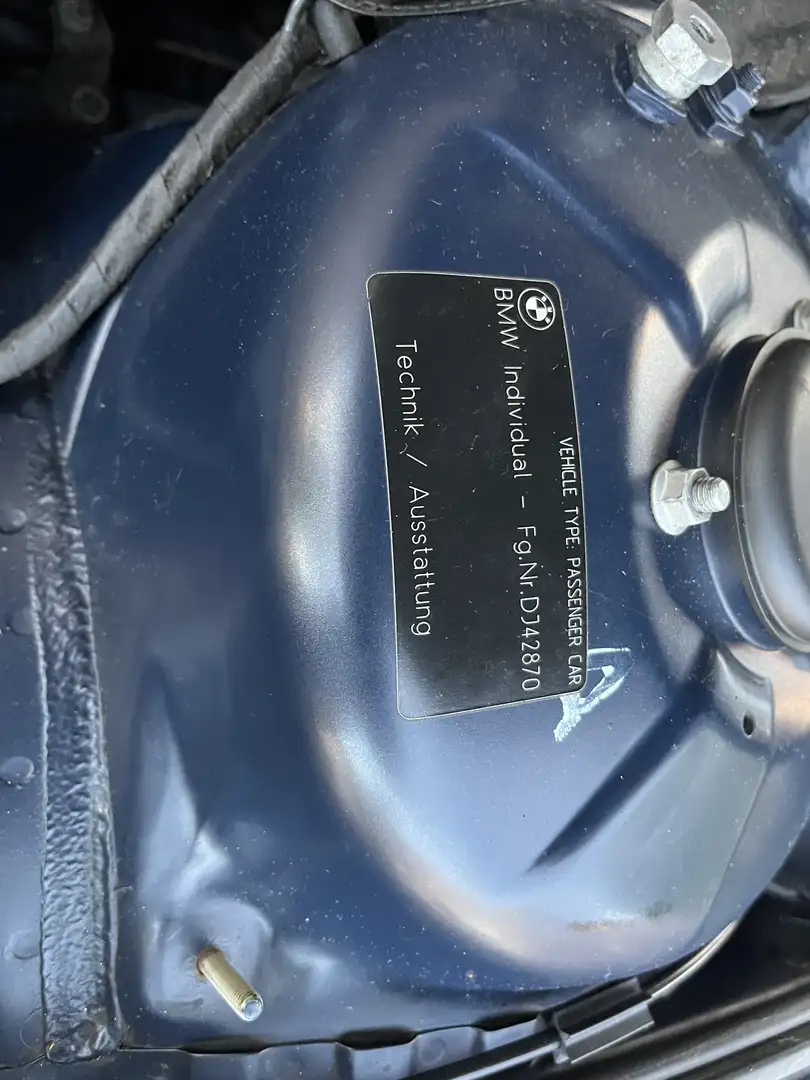 VEHICLE TYPE: PASSENGER CAR
BMW Individual - Fg.Nr.DJ42870
Technik / Ausstattung